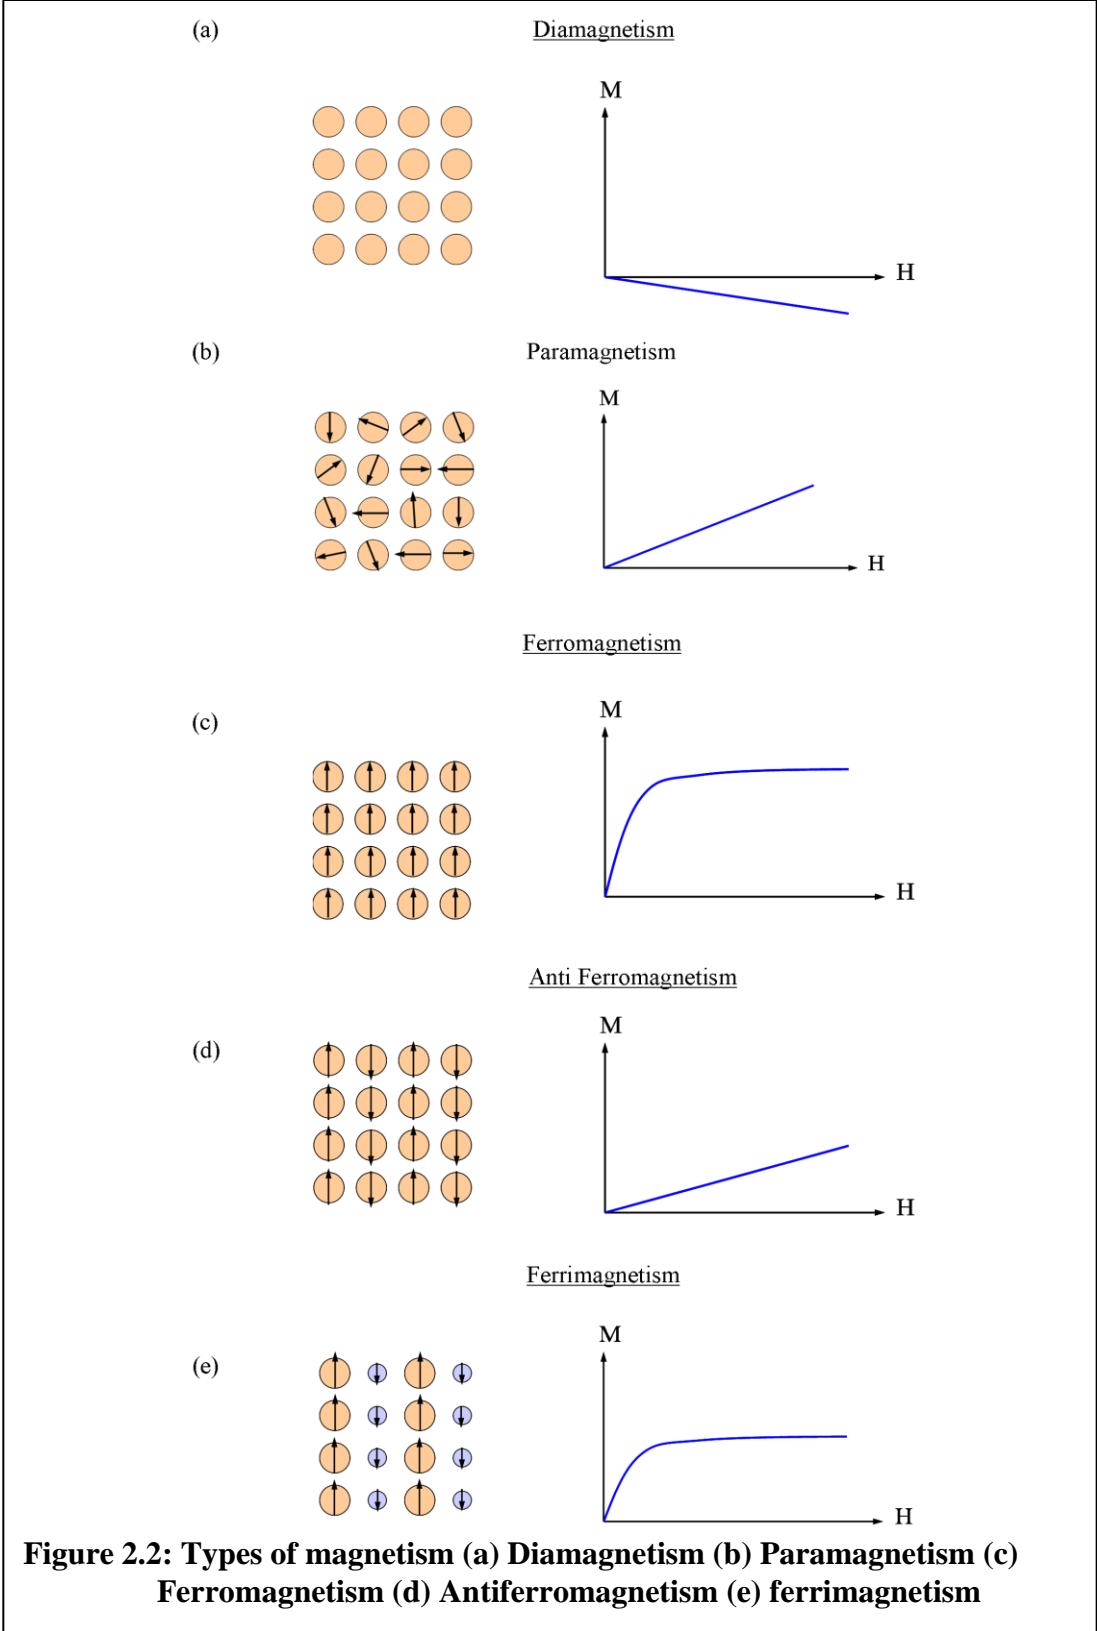 (a)
Diamagnetism
M
H
(b)
Paramagnetism
M
H
Ferromagnetism
(c)
M
H
Anti Ferromagnetism
(d)
M
H
Ferrimagnetism
(e)
M
H
Figure 2.2: Types of magnetism (a) Diamagnetism (b) Paramagnetism (c)
Ferromagnetism (d) Antiferromagnetism (e) ferrimagnetism